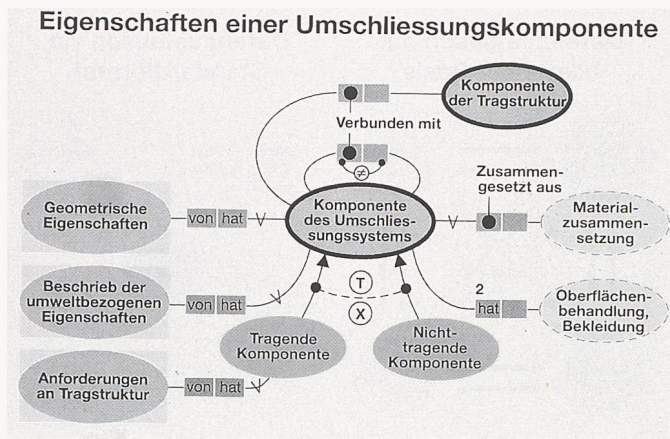 Eigenschaften einer Umschliessungskomponente
Komponente
der Tragstruktur
Verbunden mit
≠
Zusammen-
gesetzt aus
Geometrische
Eigenschaften
von hat
Komponente
des Umschlies-
sungssystems
Material-
zusammen-
setzung
Beschrieb der
umweltbezogenen
Eigenschaften
von hat
T
X
2
hat
Oberflächen-
behandlung,
Bekleidung
Tragende
Komponente
Nicht-
tragende
Komponente
Anforderungen
an Tragstruktur
von hat